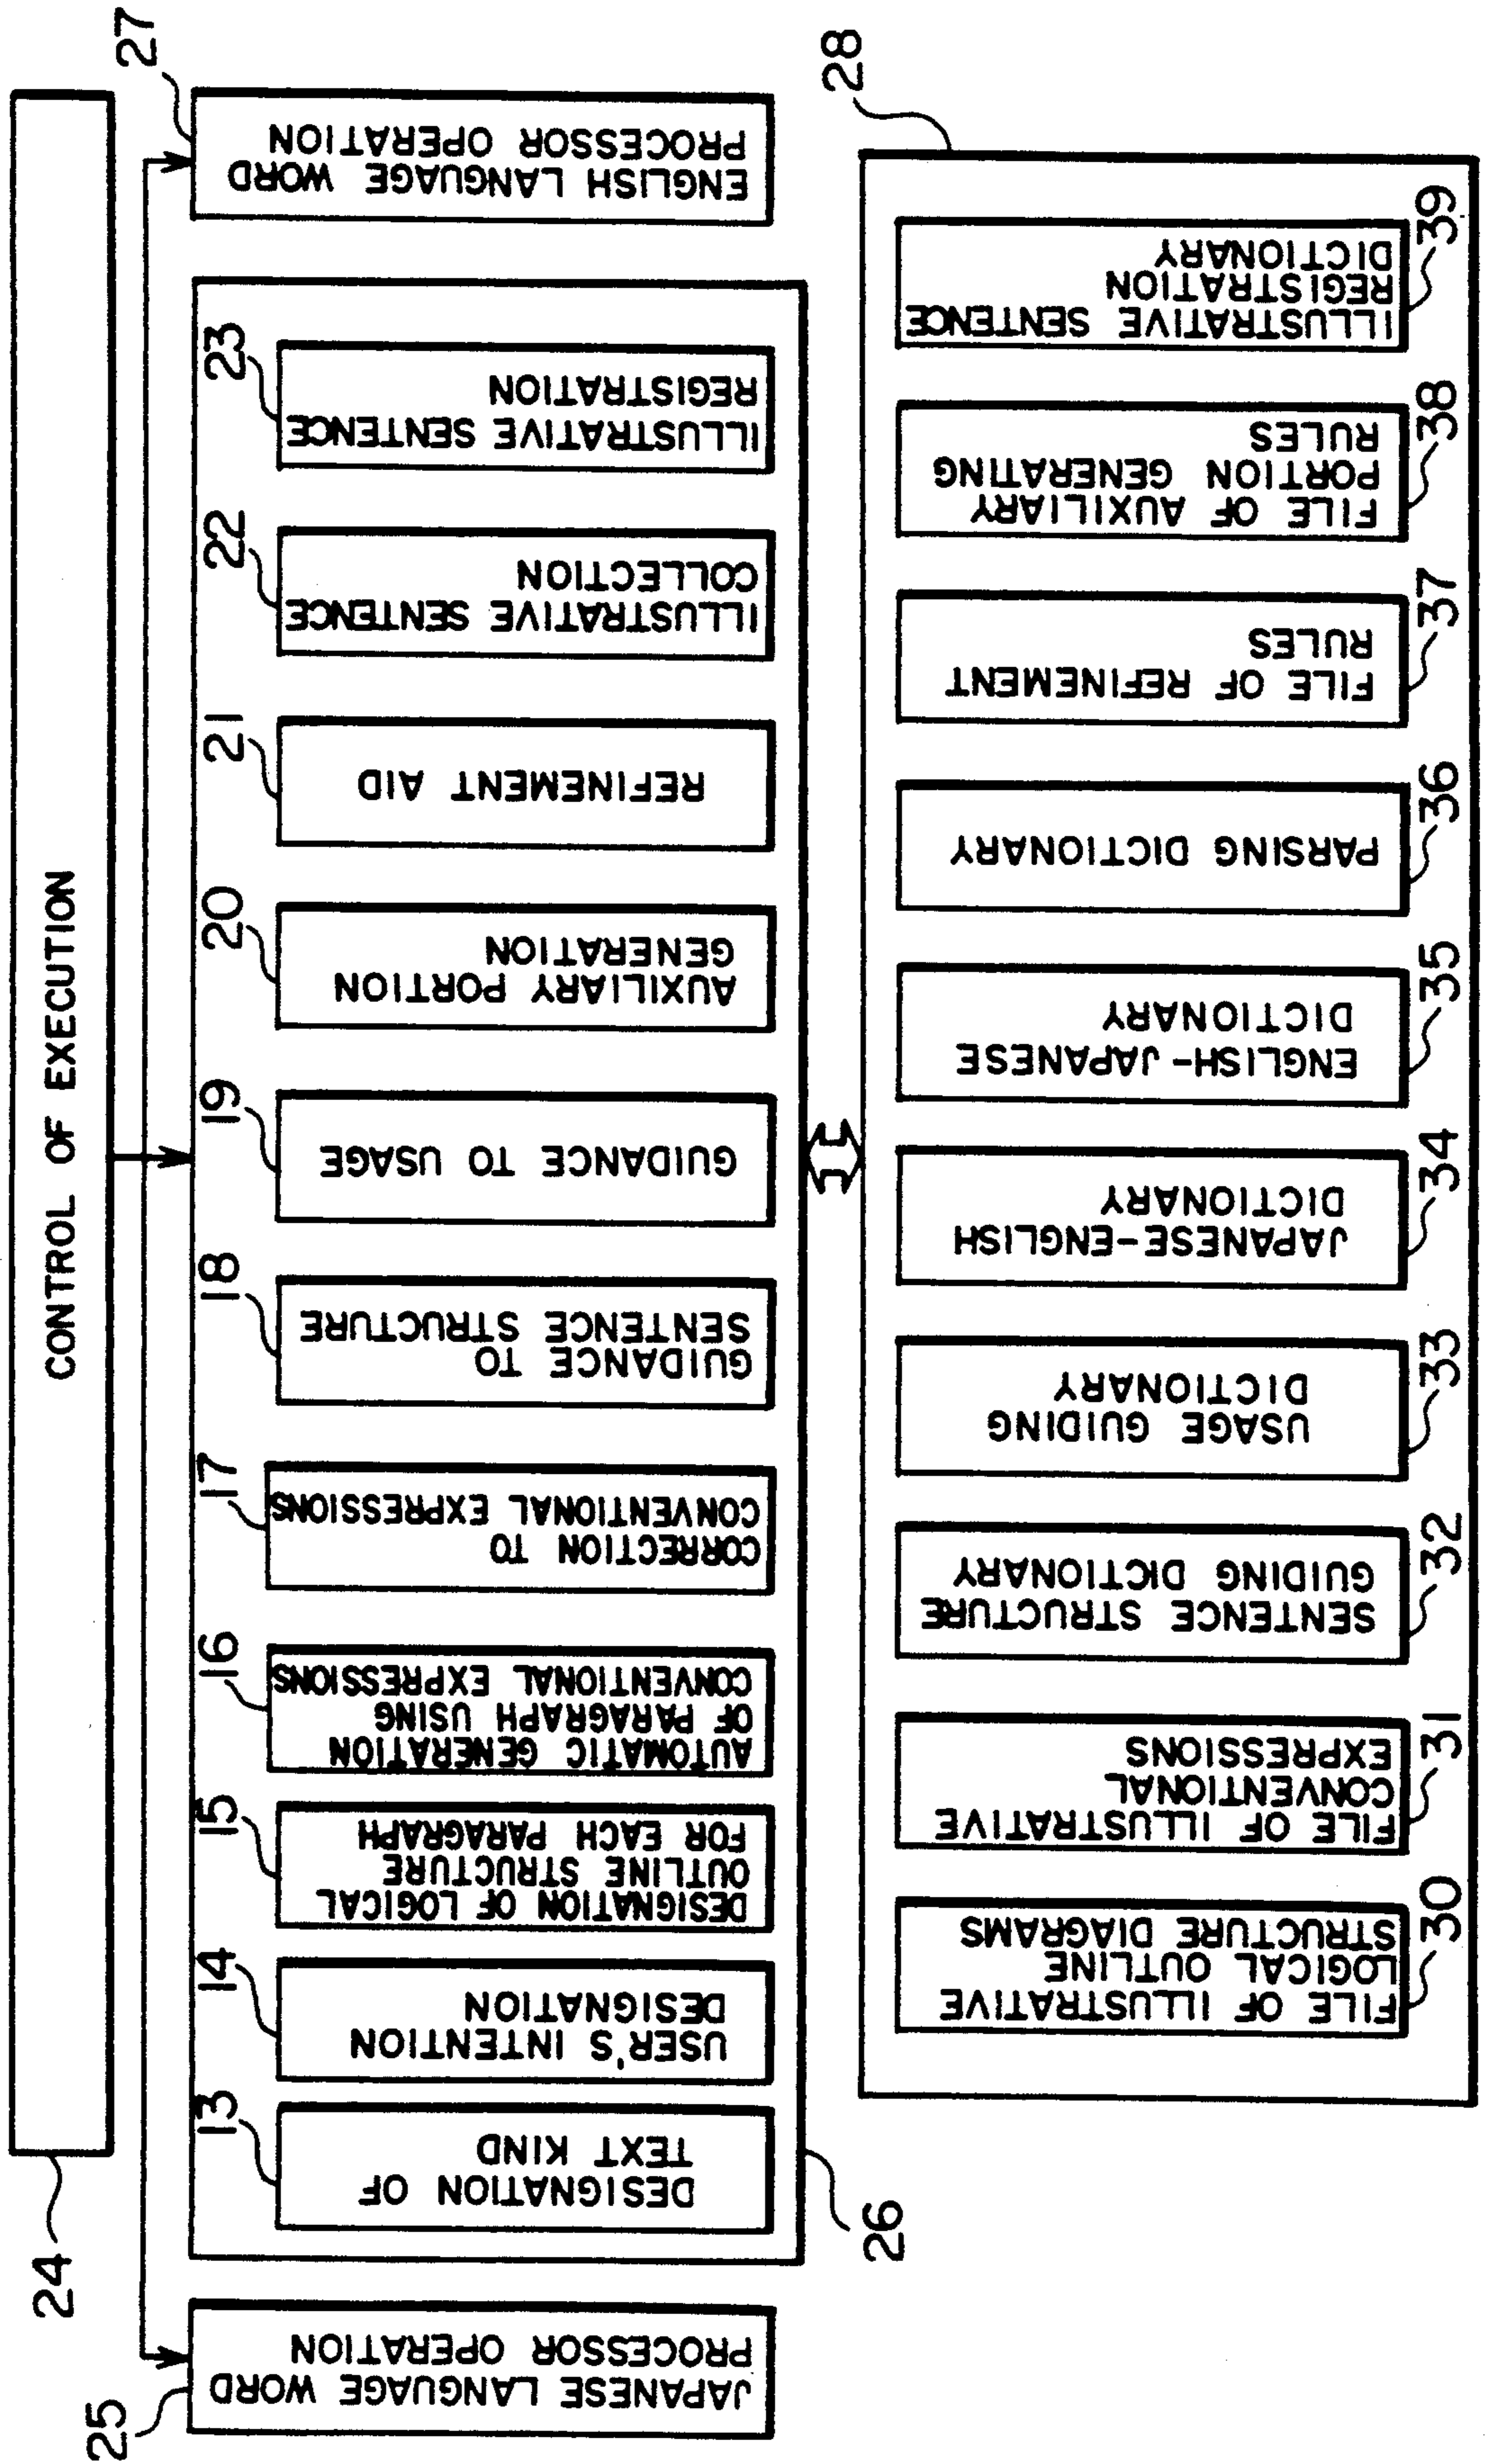 CONTROL OF EXECUTION
24
25
JAPANESE LANGUAGE WORD
PROCESSOR OPERATION
27
ENGLISH LANGUAGE WORD
PROCESSOR OPERATION
26
13
DESIGNATION OF
TEXT KIND
14
USER'S INTENTION
DESIGNATION
15
DESIGNATION OF LOGICAL
OUTLINE STRUCTURE
FOR EACH PARAGRAPH
16
AUTOMATIC GENERATION
OF PARAGRAPH USING
CONVENTIONAL EXPRESSIONS
17
CORRECTION TO
CONVENTIONAL EXPRESSIONS
18
GUIDANCE TO
SENTENCE STRUCTURE
19
GUIDANCE TO USAGE
20
AUXILIARY PORTION
GENERATION
21
REFINEMENT AID
22
ILLUSTRATIVE SENTENCE
COLLECTION
23
ILLUSTRATIVE SENTENCE
REGISTRATION
28
FILE OF ILLUSTRATIVE
LOGICAL OUTLINE
STRUCTURE DIAGRAMS
30
FILE OF ILLUSTRATIVE
CONVENTIONAL
EXPRESSIONS
31
SENTENCE STRUCTURE
GUIDING DICTIONARY
32
USAGE GUIDING
DICTIONARY
33
JAPANESE-ENGLISH
DICTIONARY
34
ENGLISH-JAPANESE
DICTIONARY
35
PARSING DICTIONARY
36
FILE OF REFINEMENT
RULES
37
FILE OF AUXILIARY
PORTION GENERATING
RULES
38
ILLUSTRATIVE SENTENCE
REGISTRATION
DICTIONARY
39